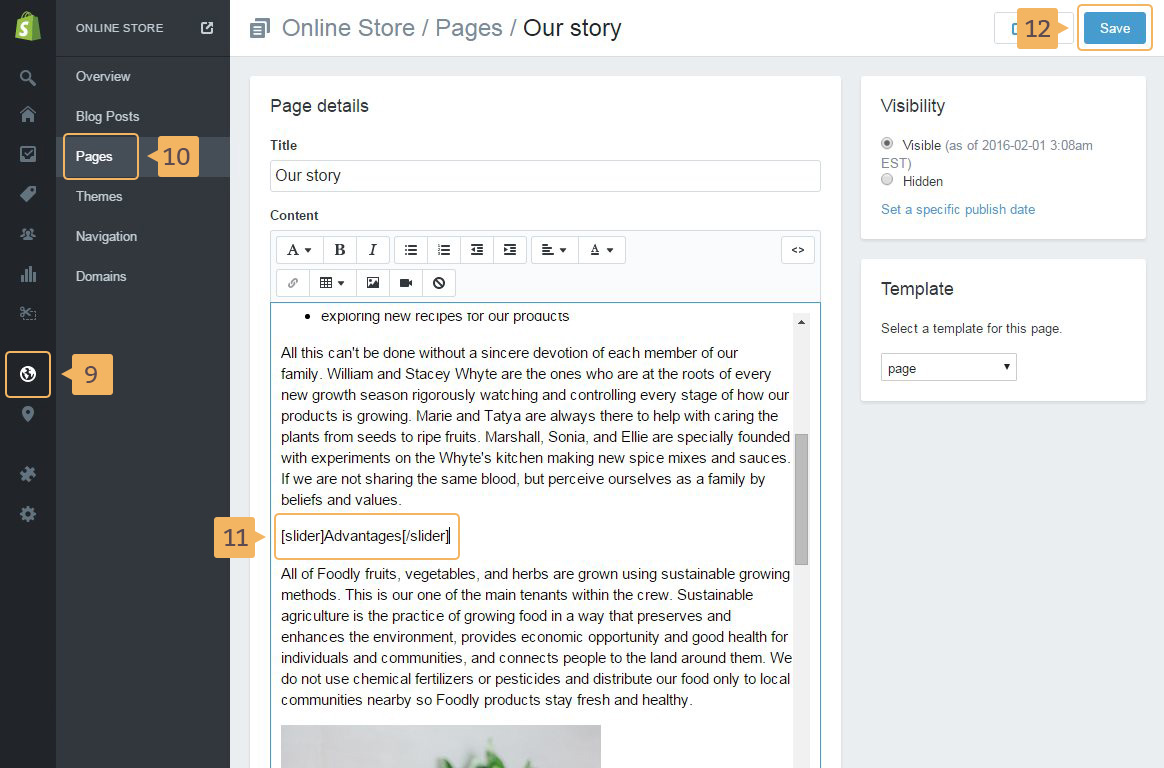 ONLINE STORE
Online Store / Pages / Our story
12
Save
Overview
Blog Posts
Pages
10
Themes
Navigation
Domains
9
Page details
Title
Our story
Content
A B I A <>
exploring new recipes for our products
All this can't be done without a sincere devotion of each member of our
family. William and Stacey Whyte are the ones who are at the roots of every
new growth season rigorously watching and controlling every stage of how our
products is growing. Marie and Tatya are always there to help with caring the
plants from seeds to ripe fruits. Marshall, Sonia, and Ellie are specially founded
with experiments on the Whyte's kitchen making new spice mixes and sauces.
If we are not sharing the same blood, but perceive ourselves as a family by
beliefs and values.
11
[slider]Advantages[/slider]
All of Foodly fruits, vegetables, and herbs are grown using sustainable growing
methods. This is our one of the main tenants within the crew. Sustainable
agriculture is the practice of growing food in a way that preserves and
enhances the environment, provides economic opportunity and good health for
individuals and communities, and connects people to the land around them. We
do not use chemical fertilizers or pesticides and distribute our food only to local
communities nearby so Foodly products stay fresh and healthy.
Visibility
Visible (as of 2016-02-01 3:08am
EST)
Hidden
Set a specific publish date
Template
Select a template for this page.
page